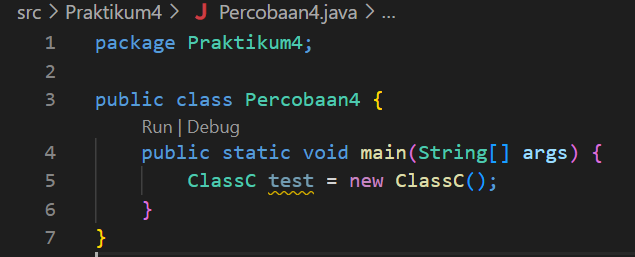 src > Praktikum4 > J Percobaan4.java > ...
1 package Praktikum4;
2
3 public class Percobaan4 {
Run | Debug
4 public static void main(String[] args) {
5 ClassC test = new ClassC();
6 }
7 }